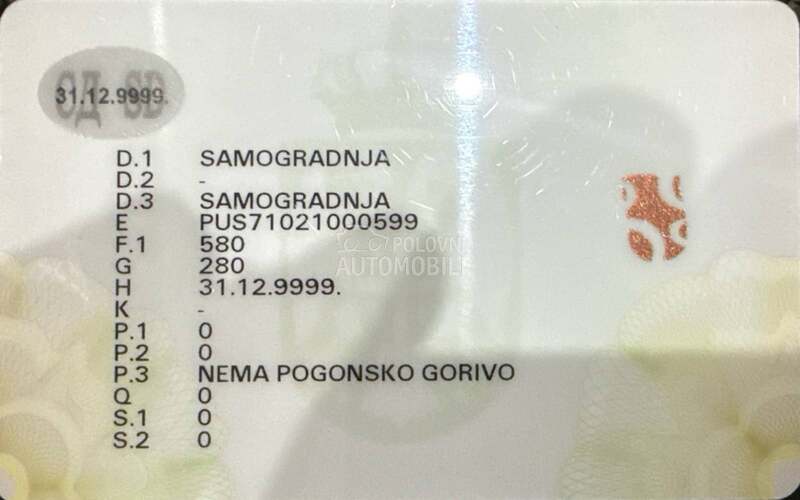 СД SD
31.12.9999.
D.1 SAMOGRADNJA
D.2 -
D.3 SAMOGRADNJA
E PUS71021000599
F.1 580
G 280
H 31.12.9999.
K -
P.1 0
P.2 0
P.3 NEMA POGONSKO GORIVO
Q 0
S.1 0
S.2 0
POLOVNI
AUTOMOBILI